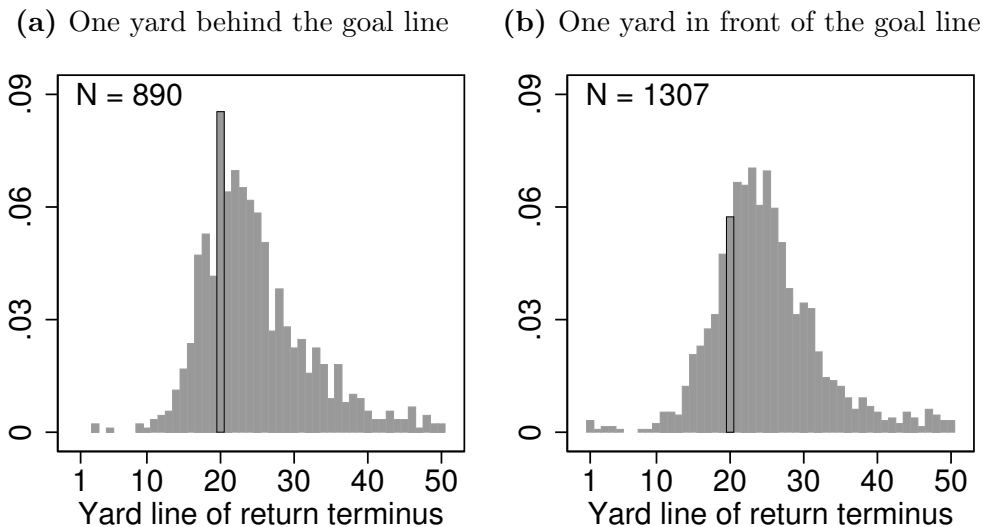 (a) One yard behind the goal line
N = 890
.09
.06
.03
0
1 10 20 30 40 50
Yard line of return terminus
(b) One yard in front of the goal line
N = 1307
.09
.06
.03
0
1 10 20 30 40 50
Yard line of return terminus